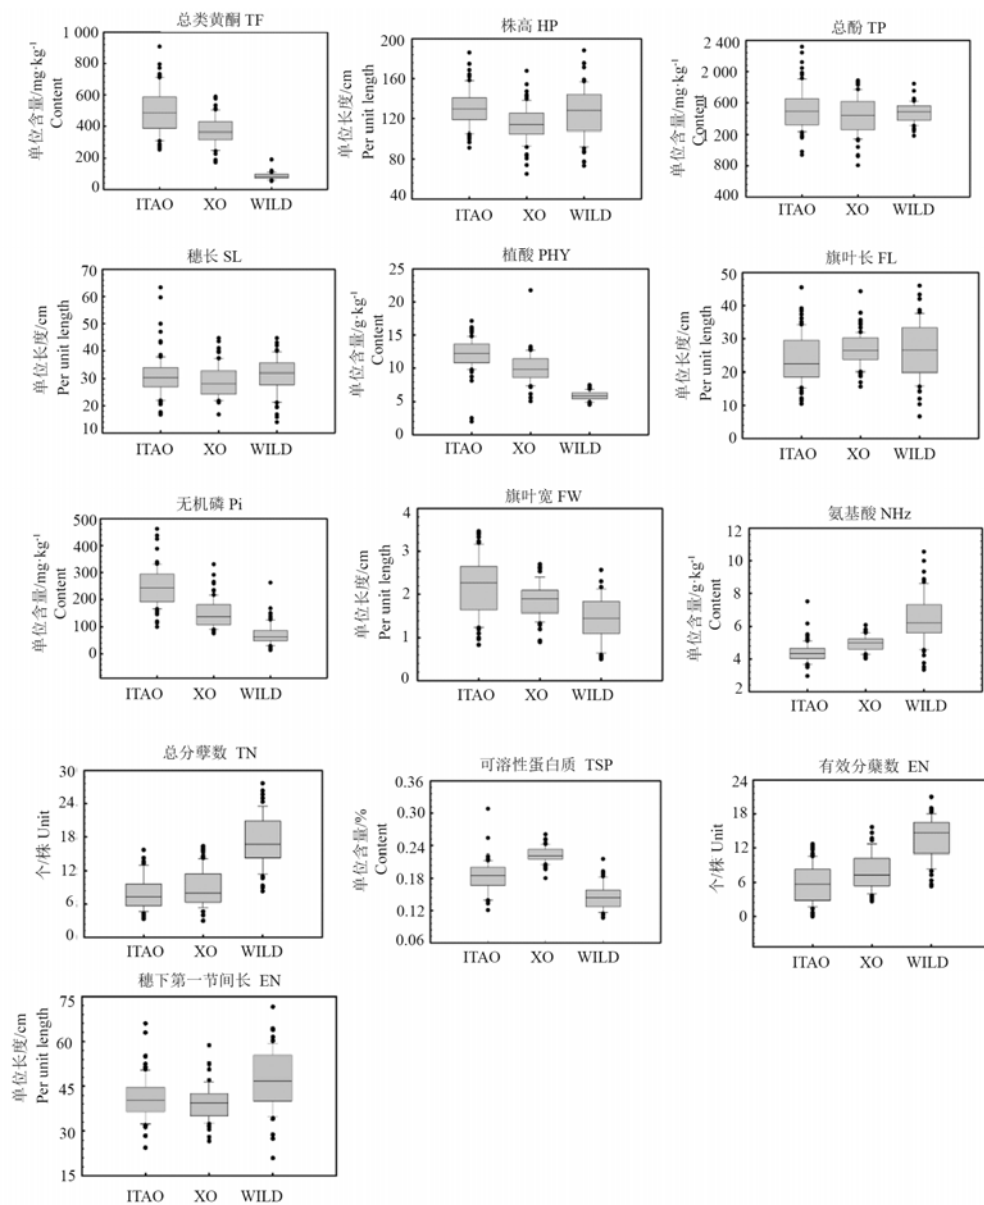 总类黄酮 TF
1 000
800
600
400
200
0
单位含量/mg·kg⁻¹
Content
ITAO XO WILD
株高 HP
200
160
120
80
40
单位长度/cm
Per unit length
ITAO XO WILD
总酚 TP
2 400
2 000
1 600
1200
1800
400
单位含量/mg·kg⁻¹
Content
ITAO XO WILD
穗长 SL
70
60
50
40
30
20
10
单位长度/cm
Per unit length
ITAO XO WILD
植酸 PHY
25
20
15
10
5
0
单位含量/g·kg⁻¹
Content
ITAO XO WILD
旗叶长 FL
50
40
30
20
10
0
单位长度/cm
Per unit length
ITAO XO WILD
无机磷 Pi
500
400
300
200
100
0
单位含量/mg·kg⁻¹
Content
ITAO XO WILD
旗叶宽 FW
4
3
2
1
0
单位长度/cm
Per unit length
ITAO XO WILD
氨基酸 NHz
12
10
8
6
4
2
单位含量/g·kg⁻¹
Content
ITAO XO WILD
总分孽数 TN
30
24
18
12
6
0
个/株 Unit
ITAO XO WILD
可溶性蛋白质 TSP
0.36
0.30
0.24
0.18
0.12
0.06
单位含量/%
Content
ITAO XO WILD
有效分蘖数 EN
24
18
12
6
0
个/株 Unit
ITAO XO WILD
穗下第一节间长 EN
75
60
45
30
15
单位长度/cm
Per unit length
ITAO XO WILD